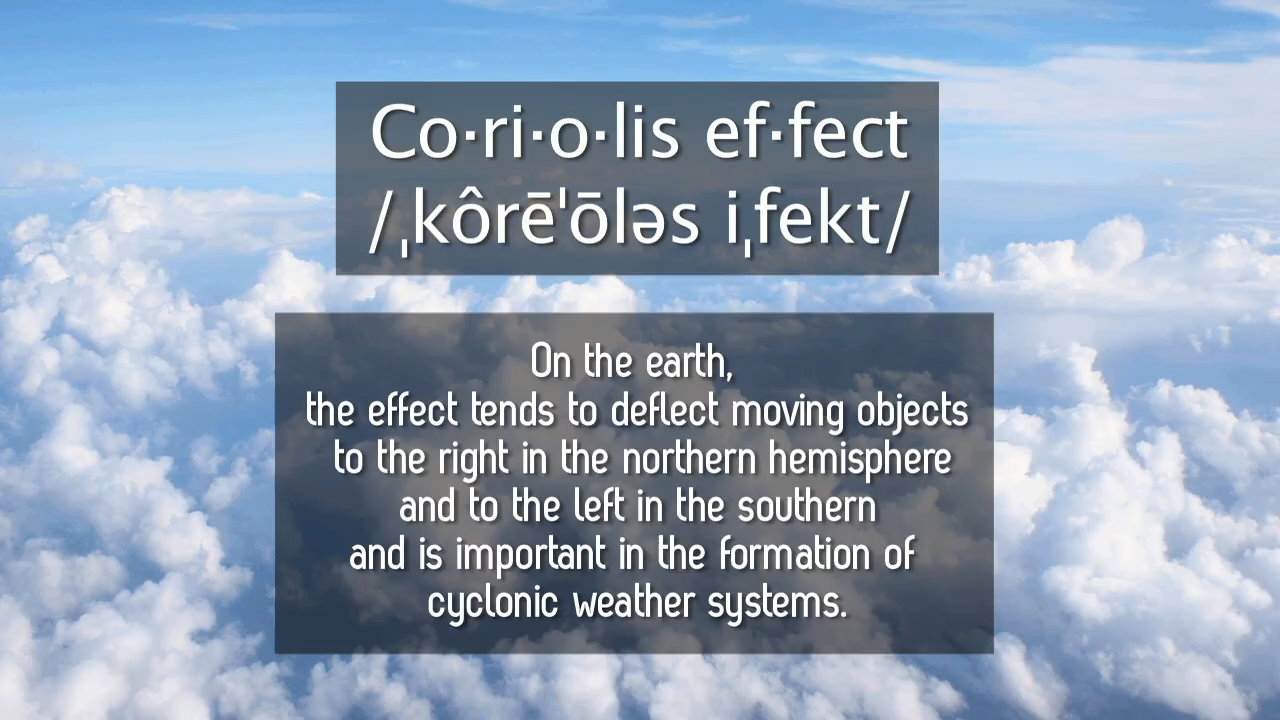 Co·ri·o·lis ef·fect
/ˌkôrēˈōləs iˌfekt/
On the earth,
the effect tends to deflect moving objects
to the right in the northern hemisphere
and to the left in the southern
and is important in the formation of
cyclonic weather systems.